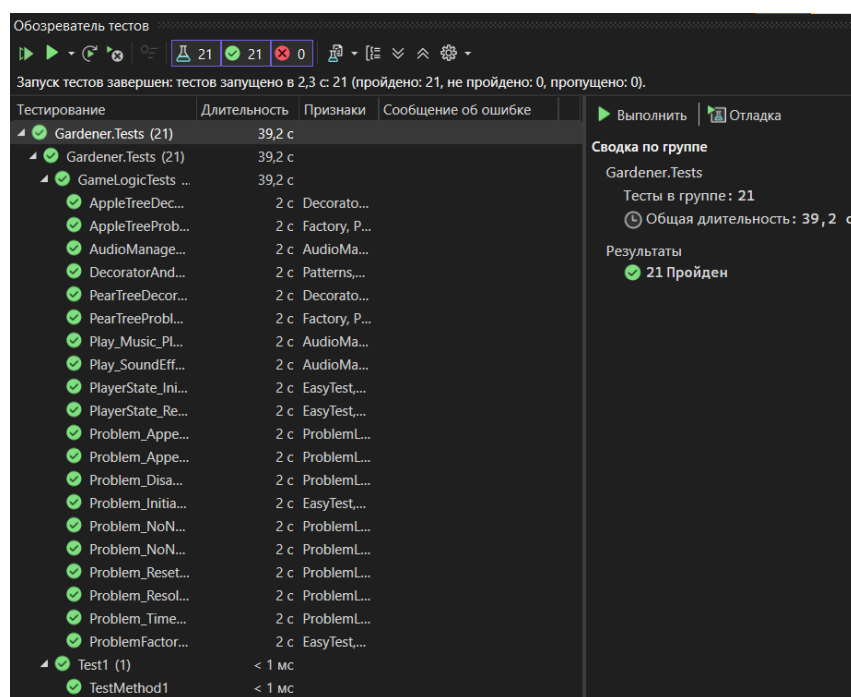 Обозреватель тестов
21 21 0
Запуск тестов завершен: тестов запущено в 2,3 с: 21 (пройдено: 21, не пройдено: 0, пропущено: 0).
Тестирование Длительность Признаки Сообщение об ошибке
Gardener.Tests (21) 39,2 с
Gardener.Tests (21) 39,2 с
GameLogicTests ... 39,2 с
AppleTreeDec... 2 с Decorato...
AppleTreeProb... 2 с Factory, P...
AudioManage... 2 с AudioMa...
DecoratorAnd... 2 с Patterns,...
PearTreeDecor... 2 с Decorato...
PearTreeProbl... 2 с Factory, P...
Play_Music_Pl... 2 с AudioMa...
Play_SoundEff... 2 с AudioMa...
PlayerState_Ini... 2 с EasyTest,...
PlayerState_Re... 2 с EasyTest,...
Problem_Appe... 2 с ProblemL...
Problem_Appe... 2 с ProblemL...
Problem_Disa... 2 с ProblemL...
Problem_Initia... 2 с EasyTest,...
Problem_NoN... 2 с ProblemL...
Problem_NoN... 2 с ProblemL...
Problem_Reset... 2 с ProblemL...
Problem_Resol... 2 с ProblemL...
Problem_Time... 2 с ProblemL...
ProblemFactor... 2 с EasyTest,...
Test1 (1) < 1 мс
TestMethod1 < 1 мс
Выполнить Отладка
Сводка по группе
Gardener.Tests
Тесты в группе: 21
Общая длительность: 39,2 с
Результаты
21 Пройден